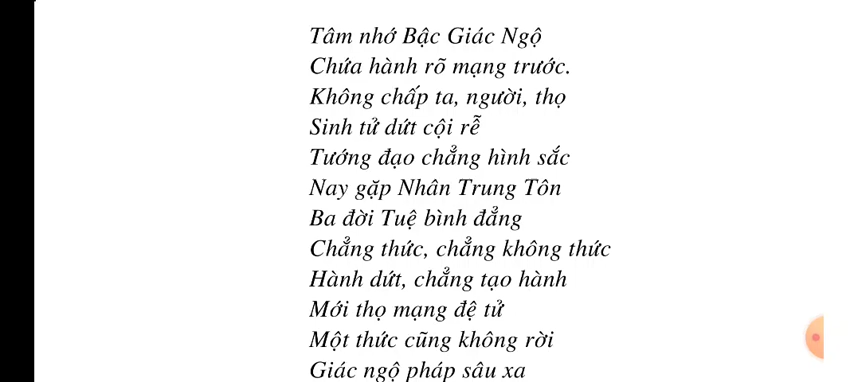 Tâm nhớ Bậc Giác Ngộ
Chứa hành rõ mạng trước.
Không chấp ta, người, thọ
Sinh tử dứt cội rễ
Tướng đạo chẳng hình sắc
Nay gặp Nhân Trung Tôn
Ba đời Tuệ bình đẳng
Chẳng thức, chẳng không thức
Hành dứt, chẳng tạo hành
Mới thọ mạng đệ tử
Một thức cũng không rời
Giác ngộ pháp sâu xa